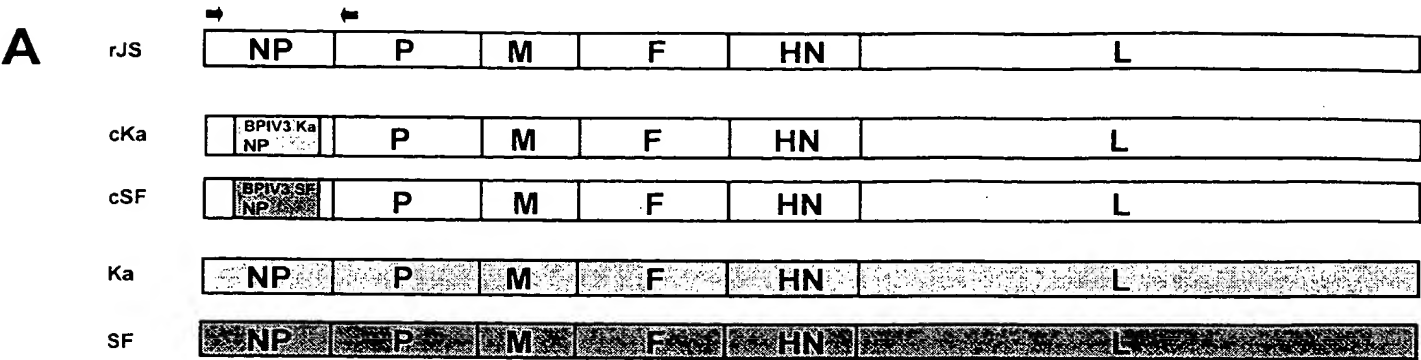 A
rJS NP P M F HN L
cKa BPIV3 Ka NP P M F HN L
cSF BPIV3 SF NP P M F HN L
Ka NP P M F HN L
SF NP P M F HN L